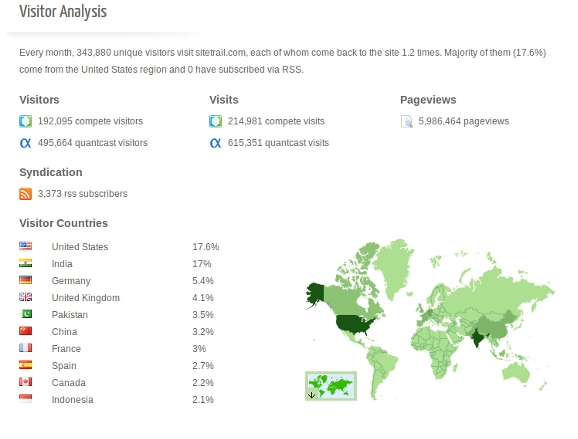 Visitor Analysis
Every month, 343,880 unique visitors visit sitetrail.com, each of whom come back to the site 1.2 times. Majority of them (17.6%)
come from the United States region and 0 have subscribed via RSS.
Visitors
Visits
Pageviews
192,095 compete visitors
214,981 compete visits
5,986,464 pageviews
495,664 quantcast visitors
615,351 quantcast visits
Syndication
3,373 rss subscribers
Visitor Countries
United States 17.6%
India 17%
Germany 5.4%
United Kingdom 4.1%
Pakistan 3.5%
China 3.2%
France 3%
Spain 2.7%
Canada 2.2%
Indonesia 2.1%